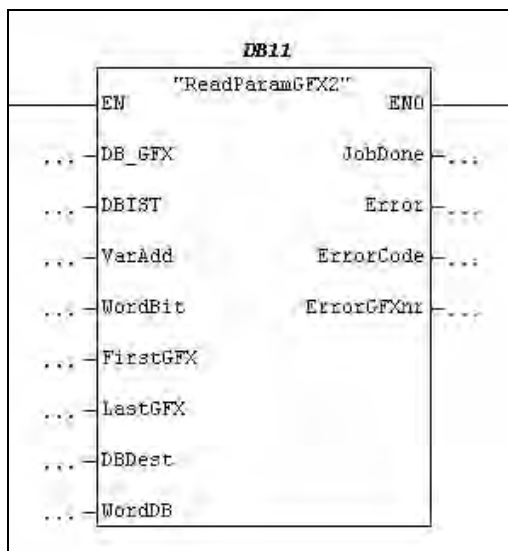 DB11
"ReadParamGFX2"
EN ENO
... DB_GFX JobDone ...
... DBIST Error ...
... VarAdd ErrorCode ...
... WordBit ErrorGFXnr ...
... FirstGFX
... LastGFX
... DBDest
... WordDB